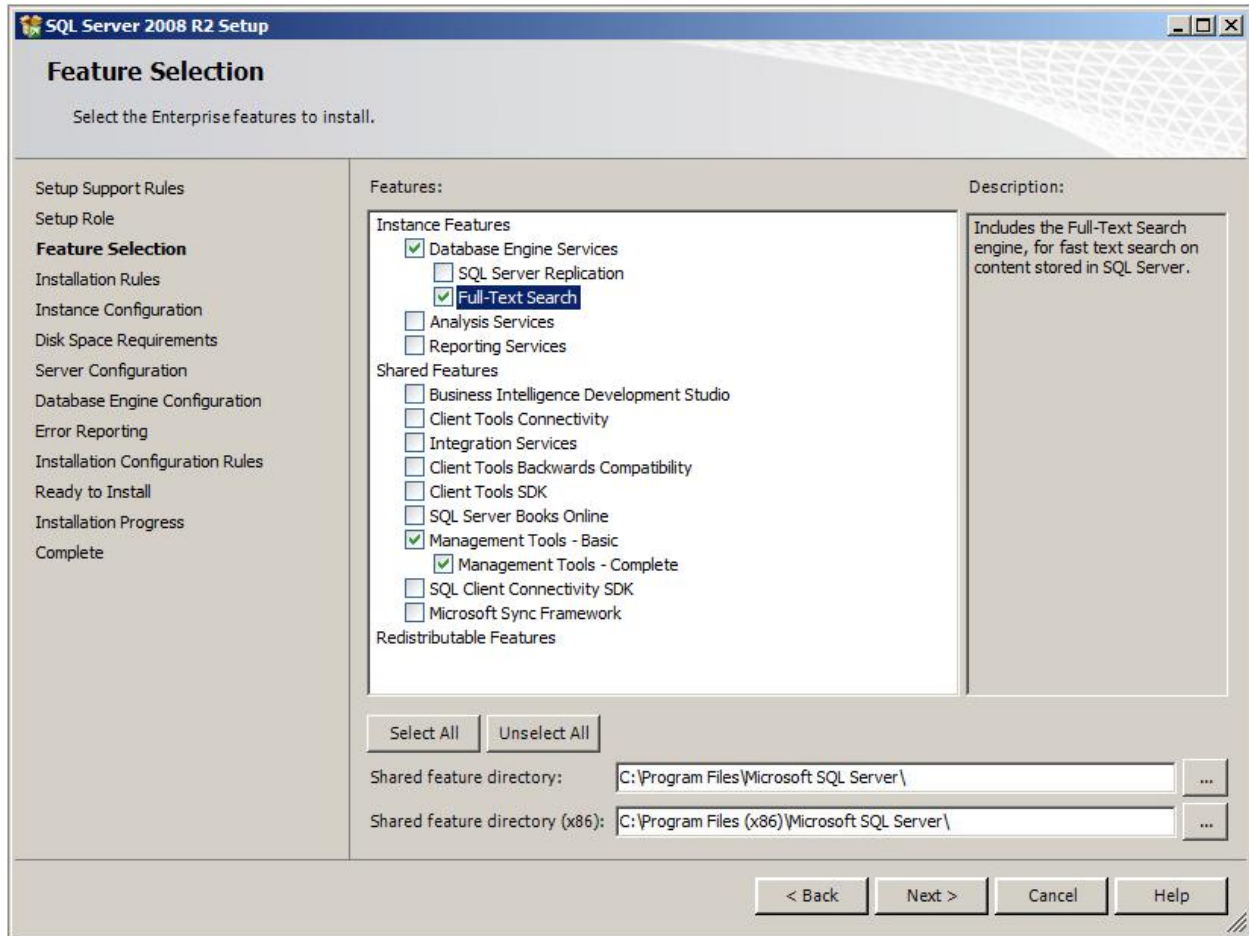 SQL Server 2008 R2 Setup
Feature Selection
Select the Enterprise features to install.
Setup Support Rules
Setup Role
Feature Selection
Installation Rules
Instance Configuration
Disk Space Requirements
Server Configuration
Database Engine Configuration
Error Reporting
Installation Configuration Rules
Ready to Install
Installation Progress
Complete
Features:
Instance Features
Database Engine Services
SQL Server Replication
Full-Text Search
Analysis Services
Reporting Services
Shared Features
Business Intelligence Development Studio
Client Tools Connectivity
Integration Services
Client Tools Backwards Compatibility
Client Tools SDK
SQL Server Books Online
Management Tools - Basic
Management Tools - Complete
SQL Client Connectivity SDK
Microsoft Sync Framework
Redistributable Features
Description:
Includes the Full-Text Search
engine, for fast text search on
content stored in SQL Server.
Select All Unselect All
Shared feature directory: C:\Program Files\Microsoft SQL Server\ ...
Shared feature directory (x86): C:\Program Files (x86)\Microsoft SQL Server\ ...
< Back Next > Cancel Help